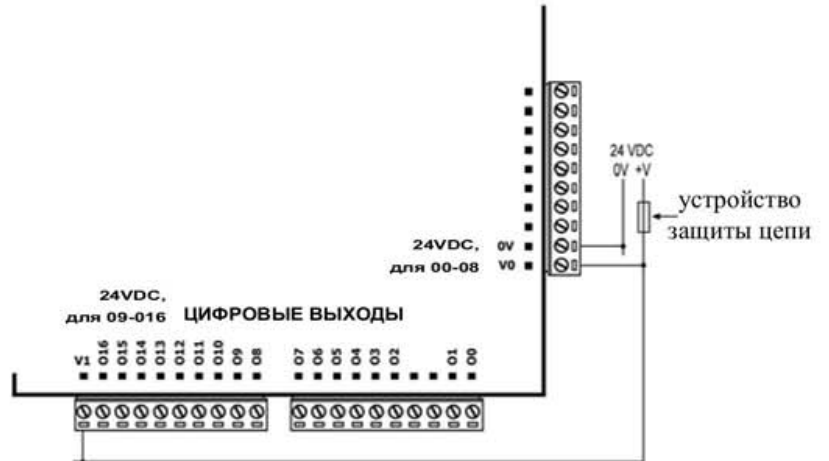 24 VDC
0V +V
устройство
защиты цепи
24VDC, 0V
для 00-08 V0
24VDC,
для 09-016 ЦИФРОВЫЕ ВЫХОДЫ
V1 O16 O15 O14 O13 O12 O11 O10 O9 O8 O7 O6 O5 O4 O3 O2 O1 O0